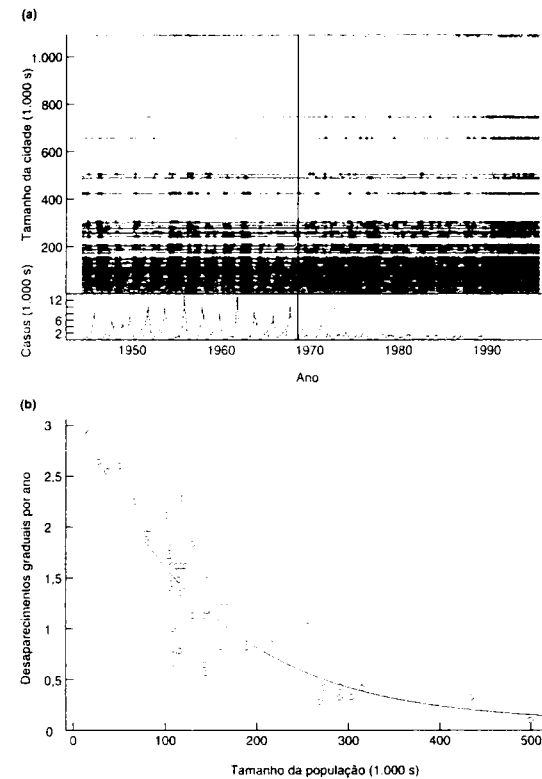 (a)
Tamanho da cidade (1.000 s)
1.000
800
600
400
200
Casos (1.000 s)
12
6
2
1950 1960 1970 1980 1990
Ano
(b)
Desaparecimentos graduais por ano
3
2.5
2
1.5
1
0.5
0
0 100 200 300 400 500
Tamanho da população (1.000 s)